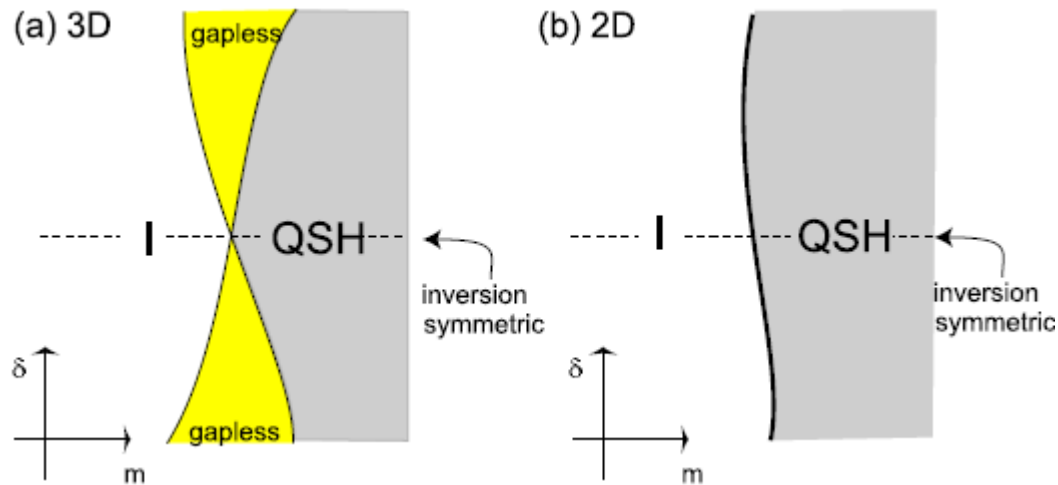 (a) 3D
gapless
I
QSH
inversion
symmetric
δ
gapless
m
(b) 2D
I
QSH
inversion
symmetric
δ
m